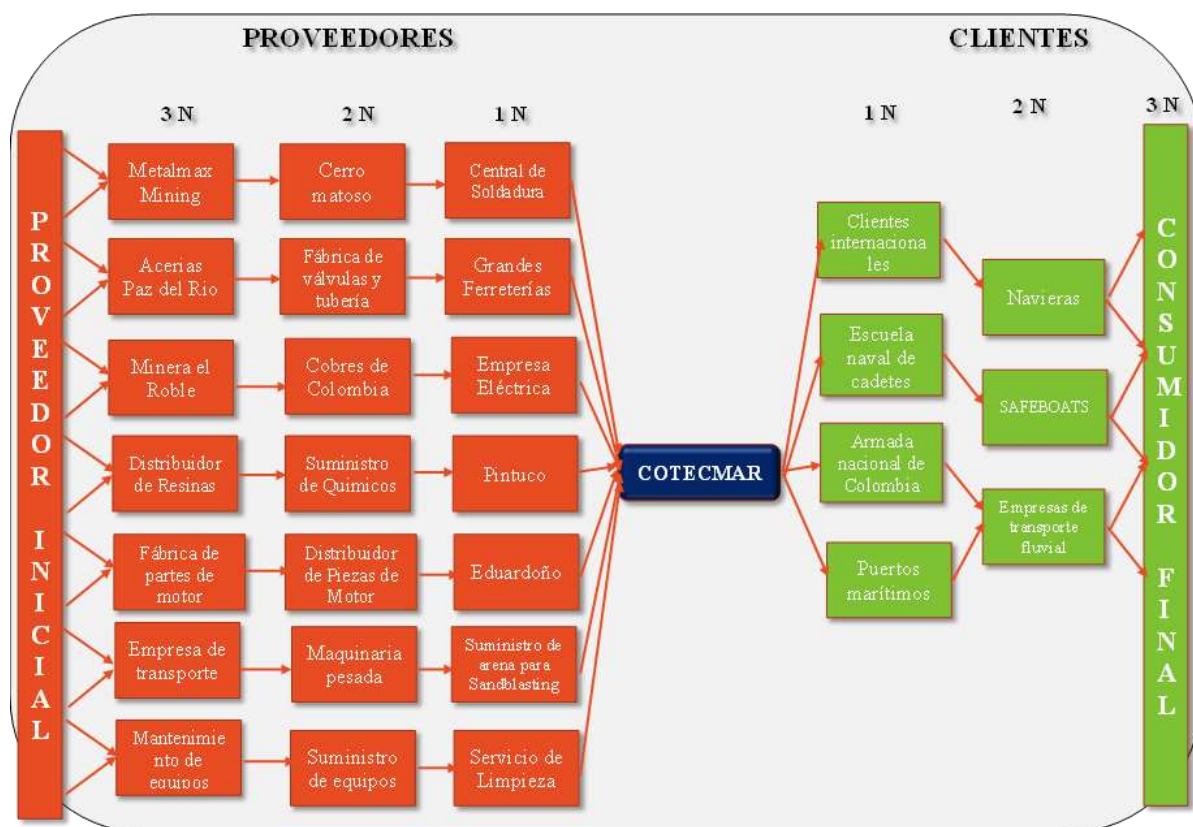 PROVEEDORES
CLIENTES
3 N
2 N
1 N
1 N
2 N
3 N
PROVEEDOR INICIAL
Metalmax
Mining
Cerro
matoso
Central de
Soldadura
Acerias
Paz del Rio
Fábrica de
válvulas y
tubería
Grandes
Ferreterías
Minera el
Roble
Cobres de
Colombia
Empresa
Eléctrica
Distribuidor
de Resinas
Suministro
de Quimicos
Pintuco
Fábrica de
partes de
motor
Distribuidor
de Piezas de
Motor
Eduardoño
Empresa de
transporte
Maquinaria
pesada
Suministro de
arena para
Sandblasting
Mantenimie
nto de
equipos
Suministro
de equipos
Servicio de
Limpieza
COTECMAR
Clientes
internaciona
les
Escuela
naval de
cadetes
Armada
nacional de
Colombia
Puertos
marítimos
Navieras
SAFEBOATS
Empresas de
transporte
fluvial
CONSUMIDOR FINAL